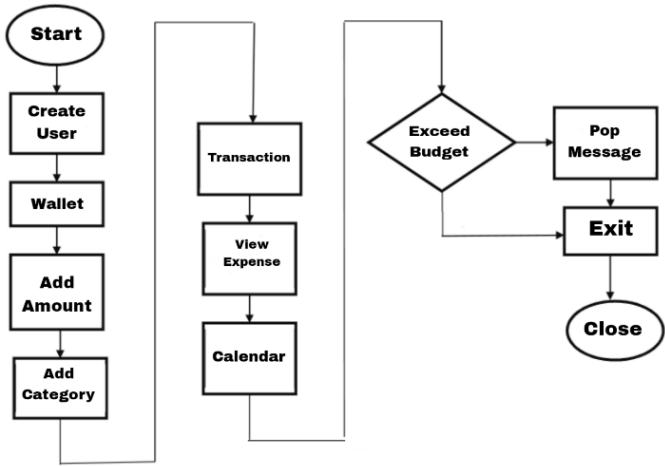 Start
Create
User
Wallet
Add
Amount
Add
Category
Transaction
View
Expense
Calendar
Exceed
Budget
Pop
Message
Exit
Close